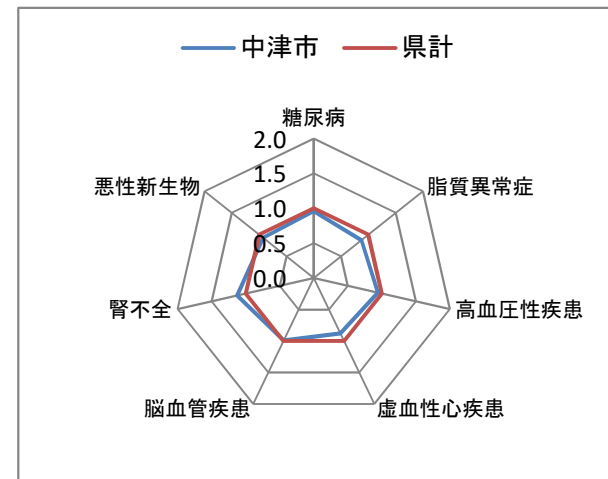 中津市 県計
糖尿病
2.0
1.5
1.0
0.5
0.0
脂質異常症
高血圧性疾患
虚血性心疾患
脳血管疾患
腎不全
悪性新生物